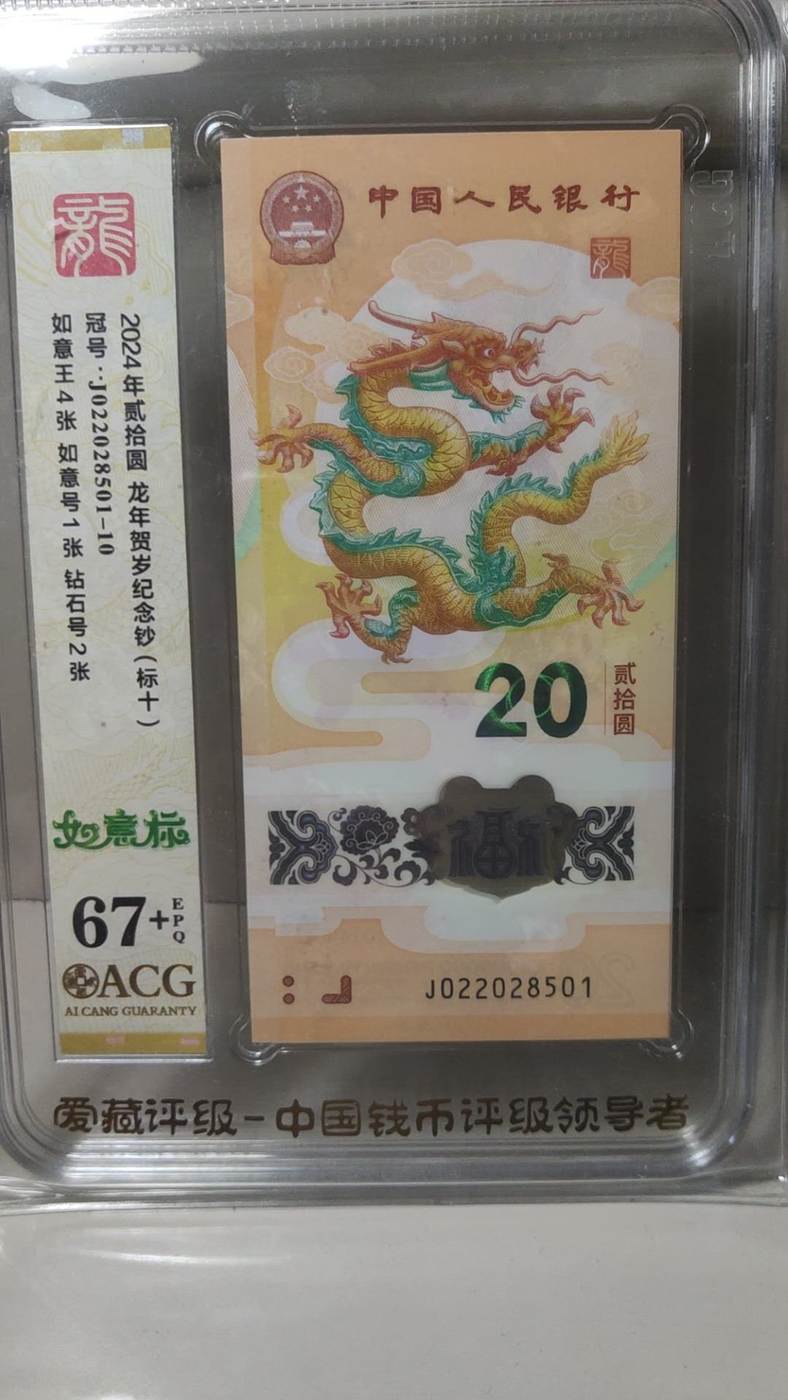 龍
2024年贰拾圆 龙年贺岁纪念钞(标十)
冠号:J022028501-10
如意王4张 如意号1张 钻石号2张
如意标
67+EPQ
ACG
AI CANG GUARANTY
中国人民银行
龍
20
贰拾圆
福
J022028501
爱藏评级-中国钱币评级领导者